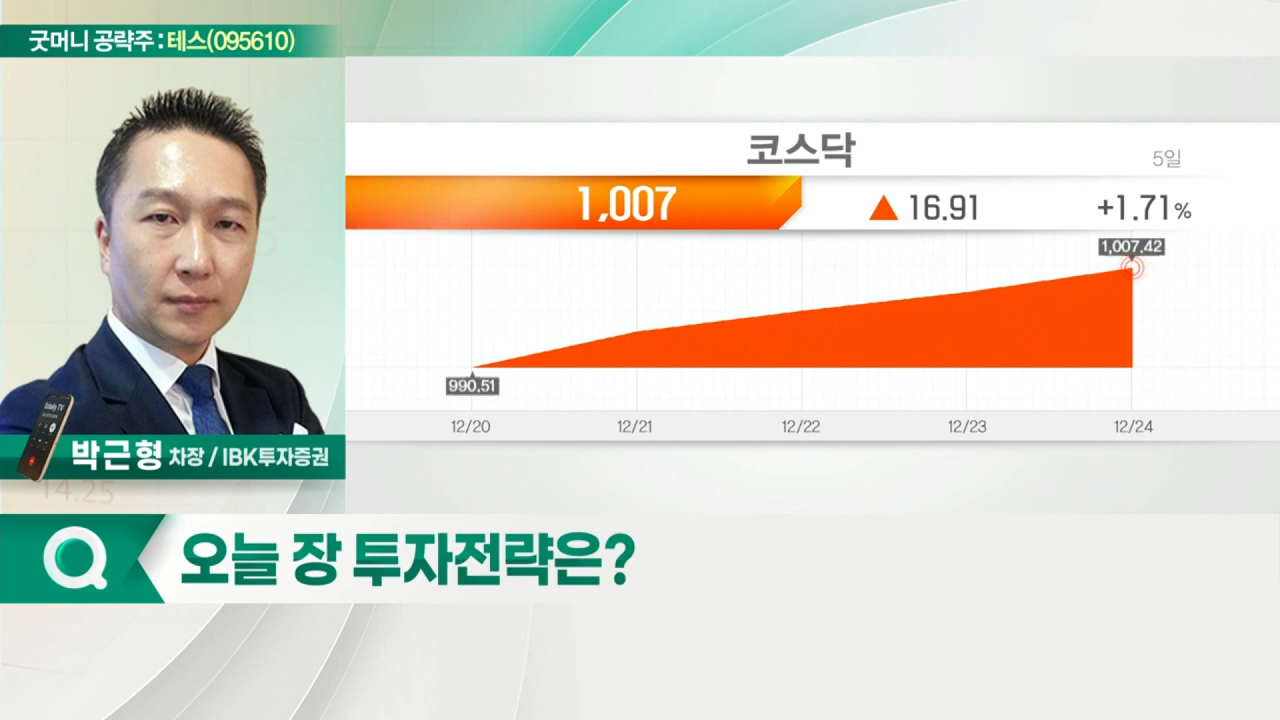 굿머니 공략주 : 테스(095610)
코스닥
5일
1,007
▲ 16.91
+1.71%
1,007.42
990.51
12/20 12/21 12/22 12/23 12/24
박근형 차장 / IBK투자증권
14.25
Q 오늘 장 투자전략은?